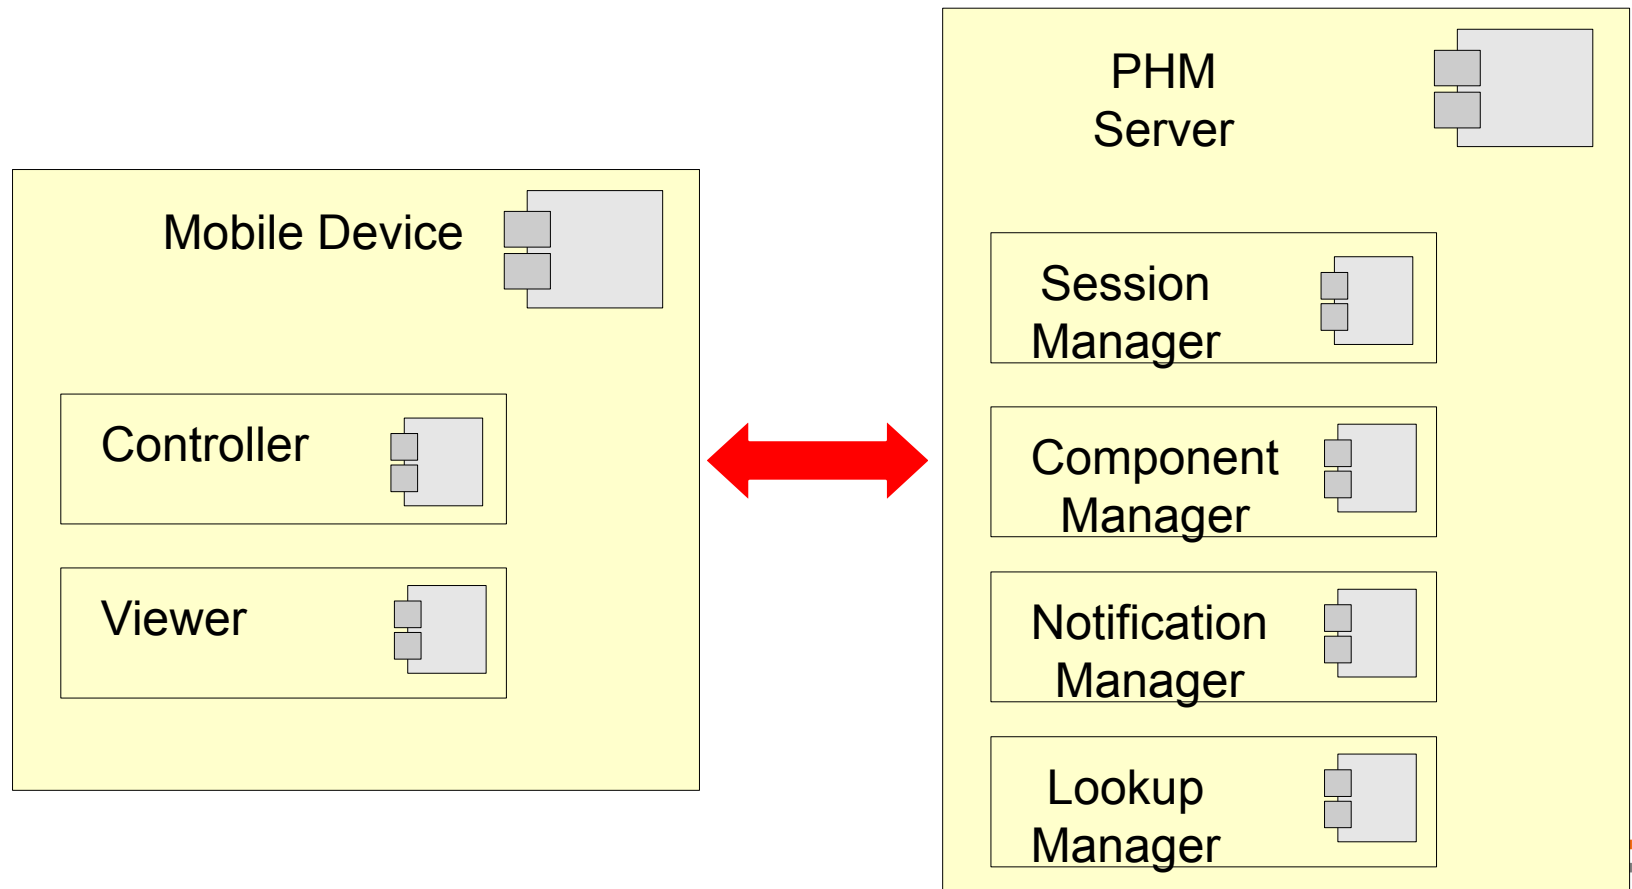 Mobile Device
Controller
Viewer
PHM
Server
Session
Manager
Component
Manager
Notification
Manager
Lookup
Manager